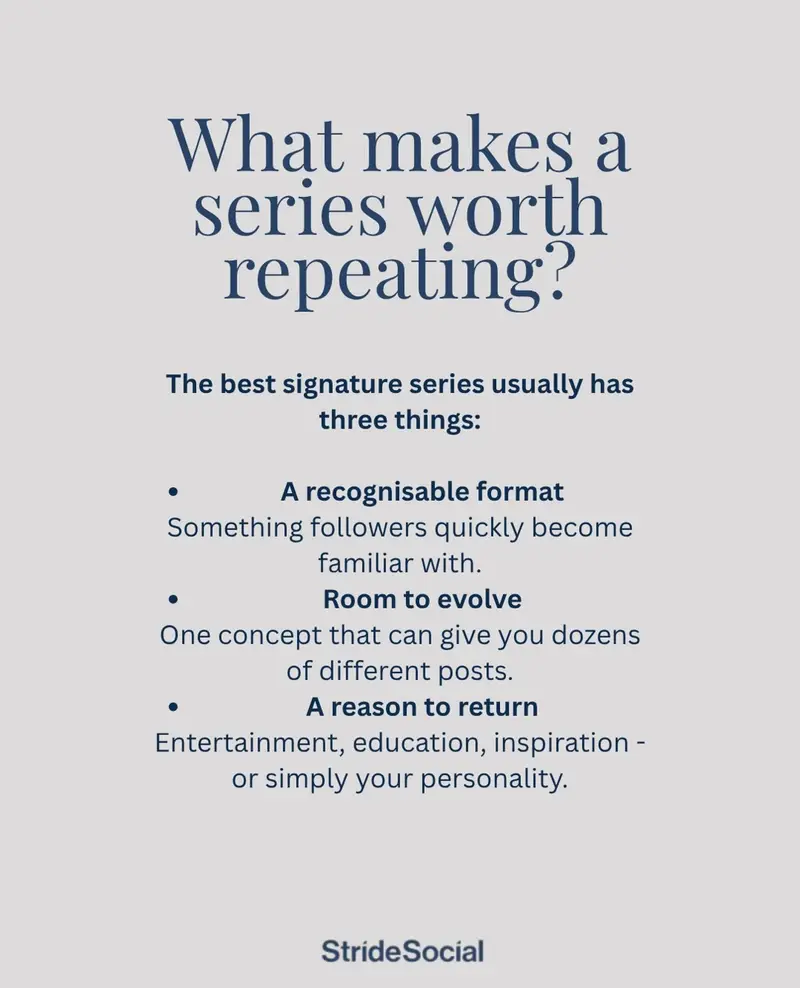 What makes a
series worth
repeating?
The best signature series usually has
three things:
• A recognisable format
Something followers quickly become
familiar with.
• Room to evolve
One concept that can give you dozens
of different posts.
• A reason to return
Entertainment, education, inspiration -
or simply your personality.
StrideSocial